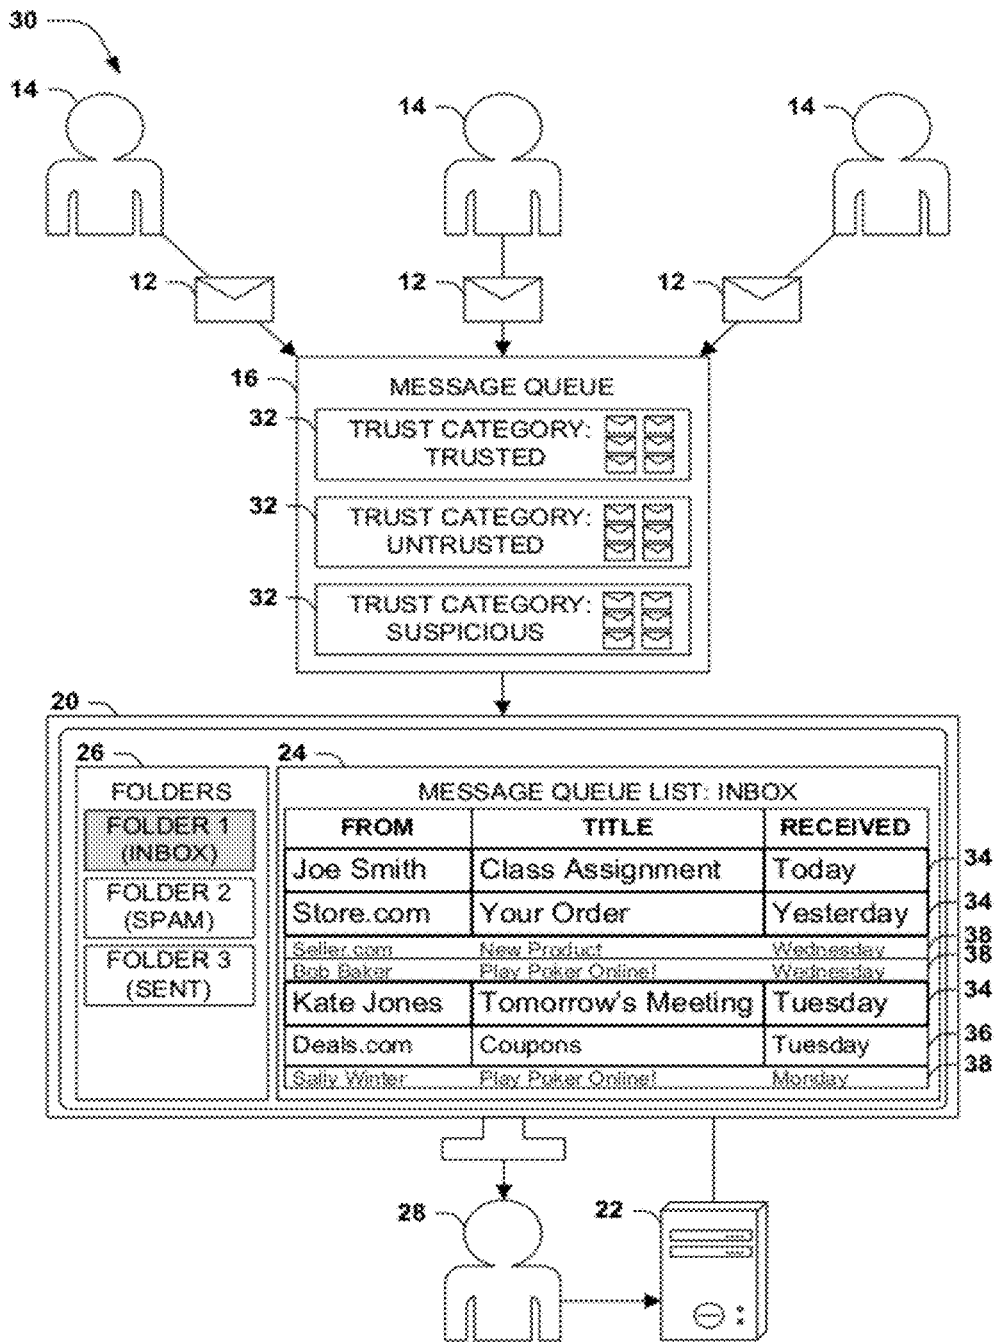 30
14 14 14
12 12 12
16 MESSAGE QUEUE
32 TRUST CATEGORY:
TRUSTED
32 TRUST CATEGORY:
UNTRUSTED
32 TRUST CATEGORY:
SUSPICIOUS
20
26 24
FOLDERS
FOLDER 1
(INBOX)
FOLDER 2
(SPAM)
FOLDER 3
(SENT)
MESSAGE QUEUE LIST: INBOX
FROM TITLE RECEIVED
Joe Smith Class Assignment Today 34
Store.com Your Order Yesterday 34
Seller.com New Product Wednesday 38
Bob Baker Play Poker Online! Wednesday 38
Kate Jones Tomorrow's Meeting Tuesday 34
Deals.com Coupons Tuesday 36
Sally Winter Play Poker Online! Monday 38
28 22